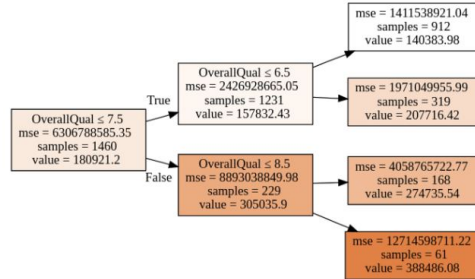 OverallQual ≤ 7.5
mse = 6306788585.35
samples = 1460
value = 180921.2
True
False
OverallQual ≤ 6.5
mse = 2426928665.05
samples = 1231
value = 157832.43
OverallQual ≤ 8.5
mse = 8893038849.98
samples = 229
value = 305035.9
mse = 1411538921.04
samples = 912
value = 140383.98
mse = 1971049955.99
samples = 319
value = 207716.42
mse = 4058765722.77
samples = 168
value = 274735.54
mse = 12714598711.22
samples = 61
value = 388486.08